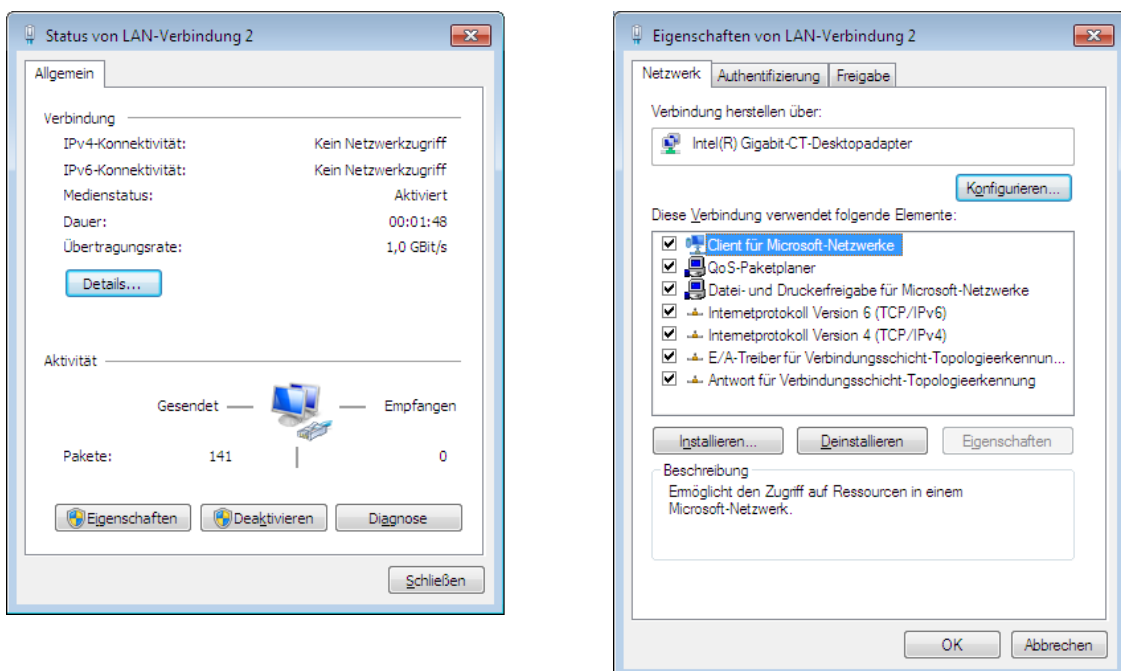 Status von LAN-Verbindung 2
Allgemein
Verbindung
IPv4-Konnektivität: Kein Netzwerkzugriff
IPv6-Konnektivität: Kein Netzwerkzugriff
Medienstatus: Aktiviert
Dauer: 00:01:48
Übertragungsrate: 1,0 GBit/s
Details...
Aktivität
Gesendet Empfangen
Pakete: 141 0
Eigenschaften Deaktivieren Diagnose
Schließen
Eigenschaften von LAN-Verbindung 2
Netzwerk Authentifizierung Freigabe
Verbindung herstellen über:
Intel(R) Gigabit-CT-Desktopadapter
Konfigurieren...
Diese Verbindung verwendet folgende Elemente:
Client für Microsoft-Netzwerke
QoS-Paketplaner
Datei- und Druckerfreigabe für Microsoft-Netzwerke
Internetprotokoll Version 6 (TCP/IPv6)
Internetprotokoll Version 4 (TCP/IPv4)
E/A-Treiber für Verbindungsschicht-Topologieerkennun...
Antwort für Verbindungsschicht-Topologieerkennung
Installieren... Deinstallieren Eigenschaften
Beschreibung
Ermöglicht den Zugriff auf Ressourcen in einem
Microsoft-Netzwerk.
OK Abbrechen